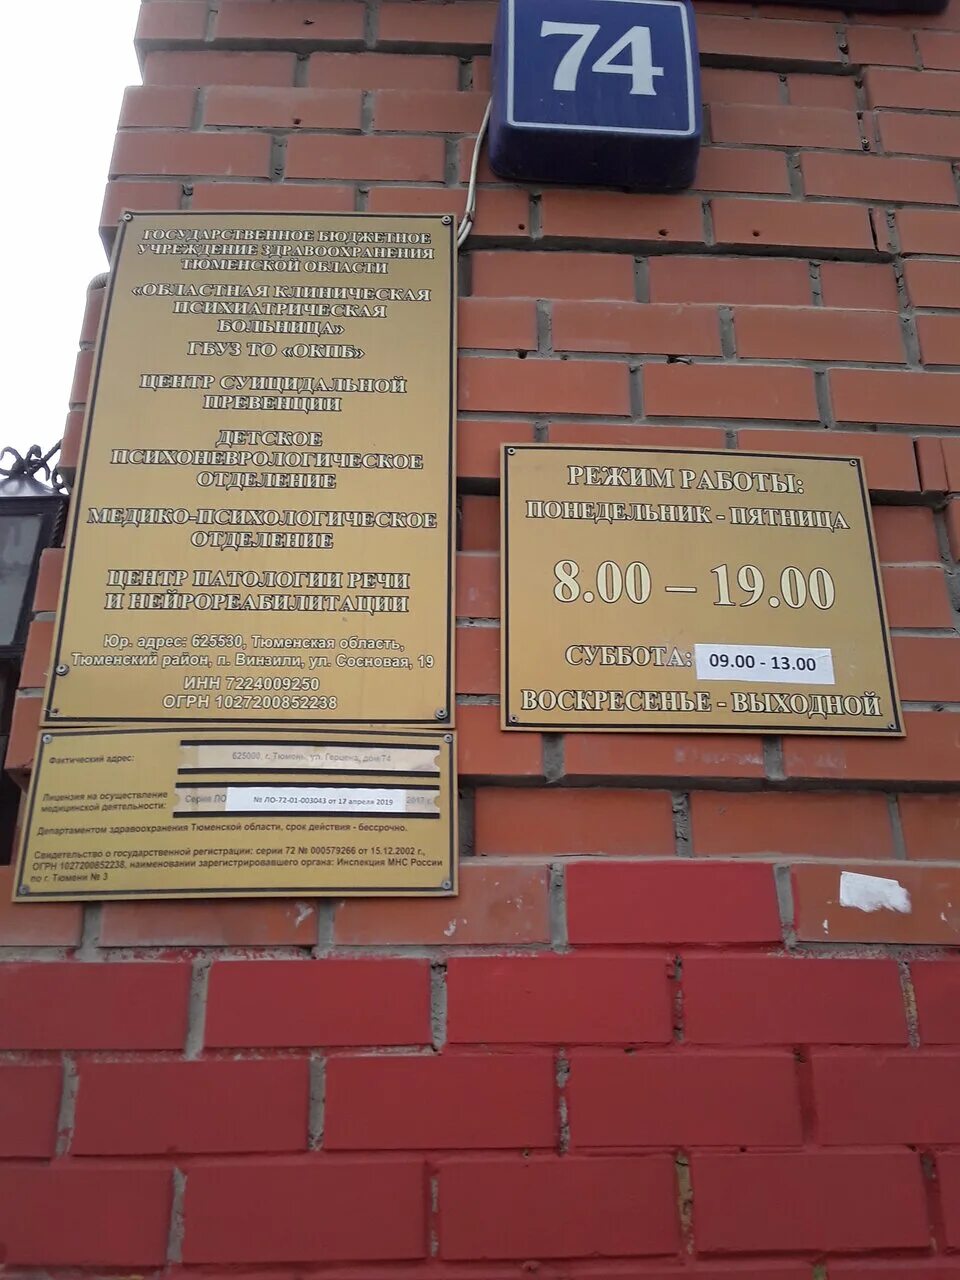 74
ГОСУДАРСТВЕННОЕ БЮДЖЕТНОЕ
УЧРЕЖДЕНИЕ ЗДРАВООХРАНЕНИЯ
ТЮМЕНСКОЙ ОБЛАСТИ
«ОБЛАСТНАЯ КЛИНИЧЕСКАЯ
ПСИХИАТРИЧЕСКАЯ
БОЛЬНИЦА»
ГБУЗ ТО «ОКПБ»
ЦЕНТР СУИЦИДАЛЬНОЙ
ПРЕВЕНЦИИ
ДЕТСКОЕ
ПСИХОНЕВРОЛОГИЧЕСКОЕ
ОТДЕЛЕНИЕ
МЕДИКО-ПСИХОЛОГИЧЕСКОЕ
ОТДЕЛЕНИЕ
ЦЕНТР ПАТОЛОГИИ РЕЧИ
И НЕЙРОРЕАБИЛИТАЦИИ
Юр. адрес: 625530, Тюменская область,
Тюменский район, п. Винзили, ул. Сосновая, 19
ИНН 7224009250
ОГРН 1027200852238
Фактический адрес:
625000, г. Тюмень, ул. Герцена, дом 74
Лицензия на осуществление
медицинской деятельности:
Серия ЛО № ЛО-72-01-003043 от 17 апреля 2019 2017 г.
Департаментом здравоохранения Тюменской области, срок действия - бессрочно.
Свидетельство о государственной регистрации: серии 72 № 000579266 от 15.12.2002 г.,
ОГРН 1027200852238, наименовании зарегистрировавшего органа: Инспекция МНС России
по г. Тюмени № 3
РЕЖИМ РАБОТЫ:
ПОНЕДЕЛЬНИК - ПЯТНИЦА
8.00 – 19.00
СУББОТА: 09.00 - 13.00
ВОСКРЕСЕНЬЕ - ВЫХОДНОЙ